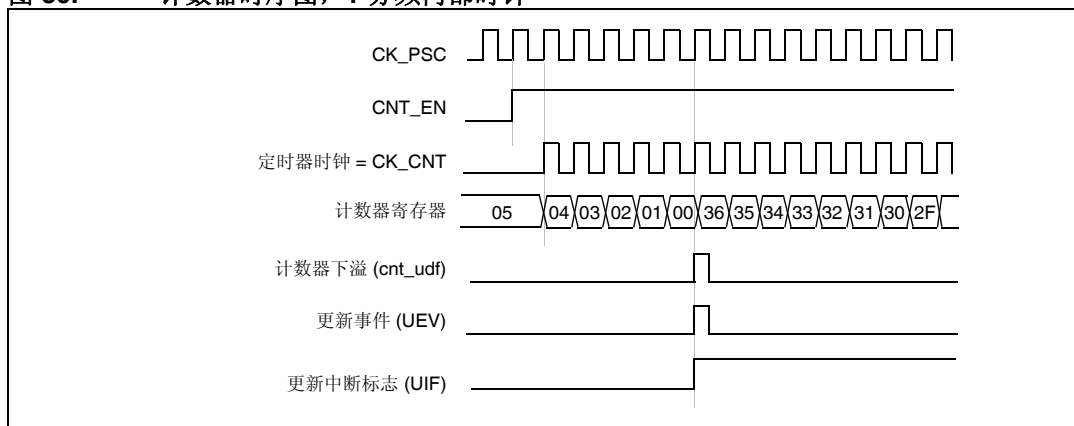 CK_PSC
CNT_EN
定时器时钟 = CK_CNT
计数器寄存器 05 04 03 02 01 00 36 35 34 33 32 31 30 2F
计数器下溢 (cnt_udf)
更新事件 (UEV)
更新中断标志 (UIF)